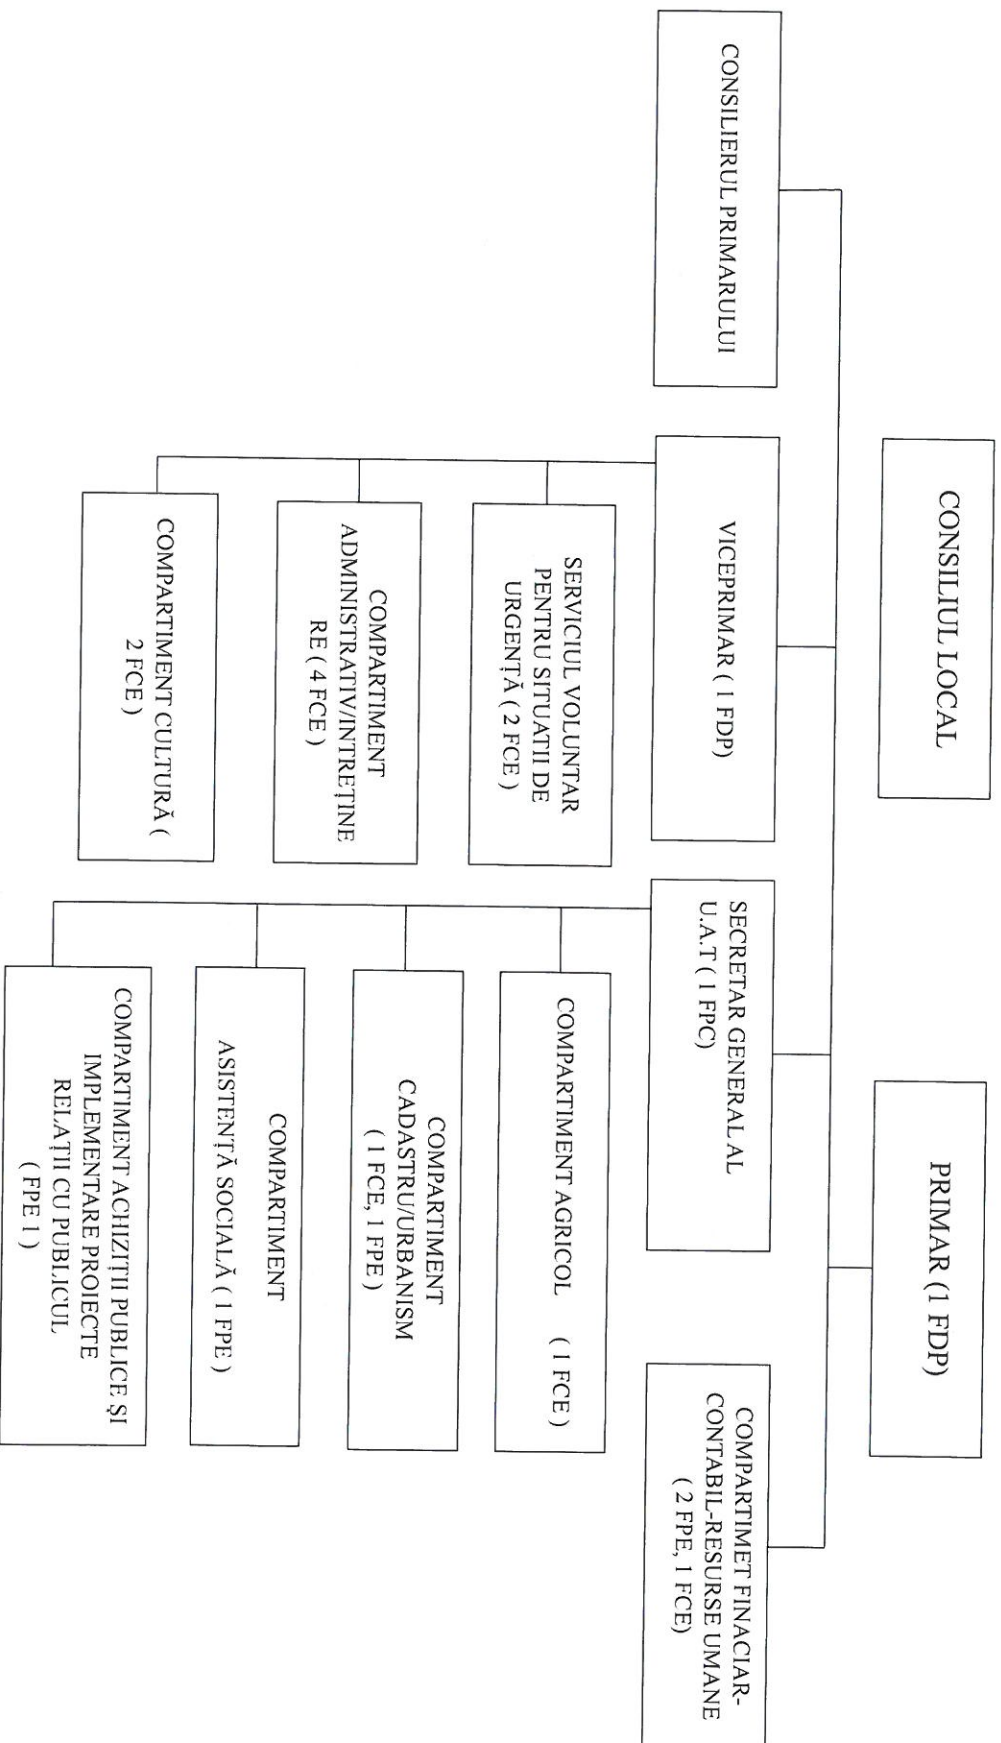 CONSILIUL LOCAL
PRIMAR (1 FDP)
CONSILIERUL PRIMARULUI
VICEPRIMAR ( 1 FDP)
SECRETAR GENERAL AL
U.A.T ( 1 FPC)
COMPARTIMET FINACIAR-
CONTABIL-RESURSE UMANE
( 2 FPE, 1 FCE)
SERVICIUL VOLUNTAR
PENTRU SITUATII DE
URGENȚĂ ( 2 FCE )
COMPARTIMENT
ADMINISTRATIV/INTREȚINE
RE ( 4 FCE )
COMPARTIMENT CULTURĂ (
2 FCE )
COMPARTIMENT AGRICOL ( 1 FCE )
COMPARTIMENT
CADASTRU/URBANISM
( 1 FCE, 1 FPE )
COMPARTIMENT
ASISTENȚĂ SOCIALĂ ( 1 FPE )
COMPARTIMENT ACHIZIȚII PUBLICE ȘI
IMPLEMENTARE PROIECTE
RELAȚII CU PUBLICUL
( FPE 1 )